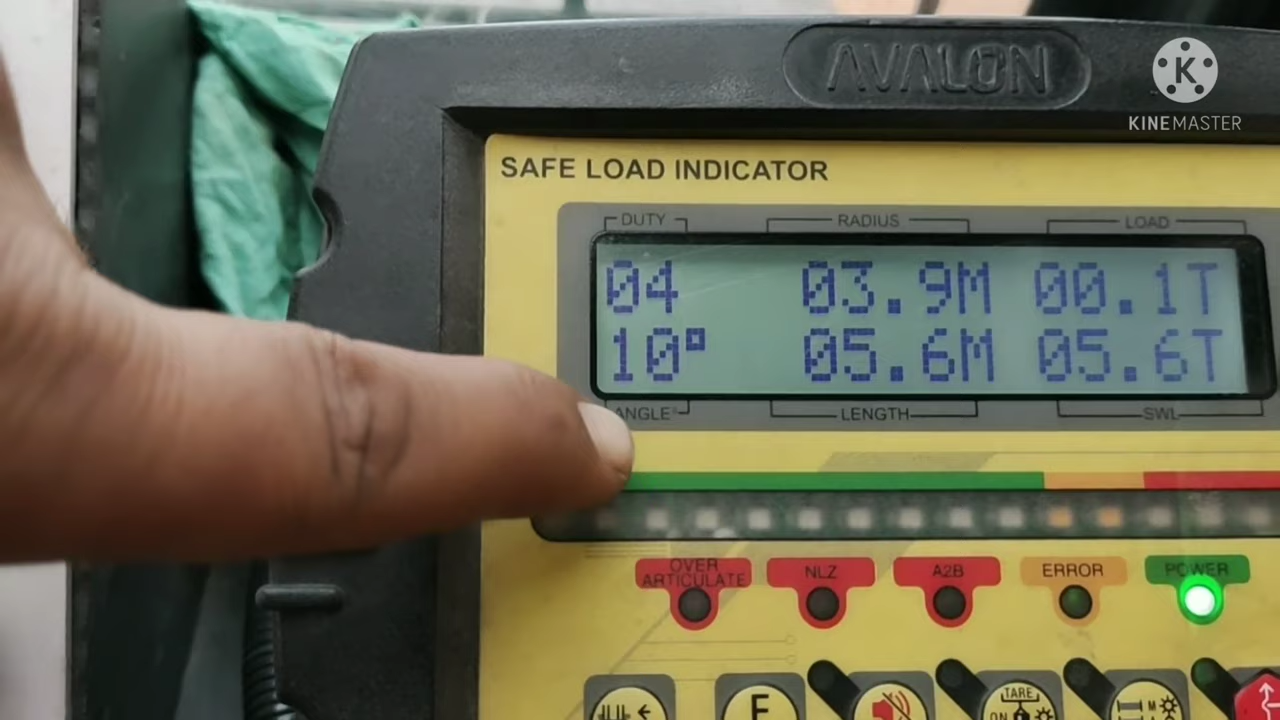 AVALON
K
KINEMASTER
SAFE LOAD INDICATOR
DUTY RADIUS LOAD
04 03.9M 00.1T
10° 05.6M 05.6T
ANGLE° LENGTH SWL
OVER
ARTICULATE
NLZ
A2B
ERROR
POWER
F
TARE
ON
M